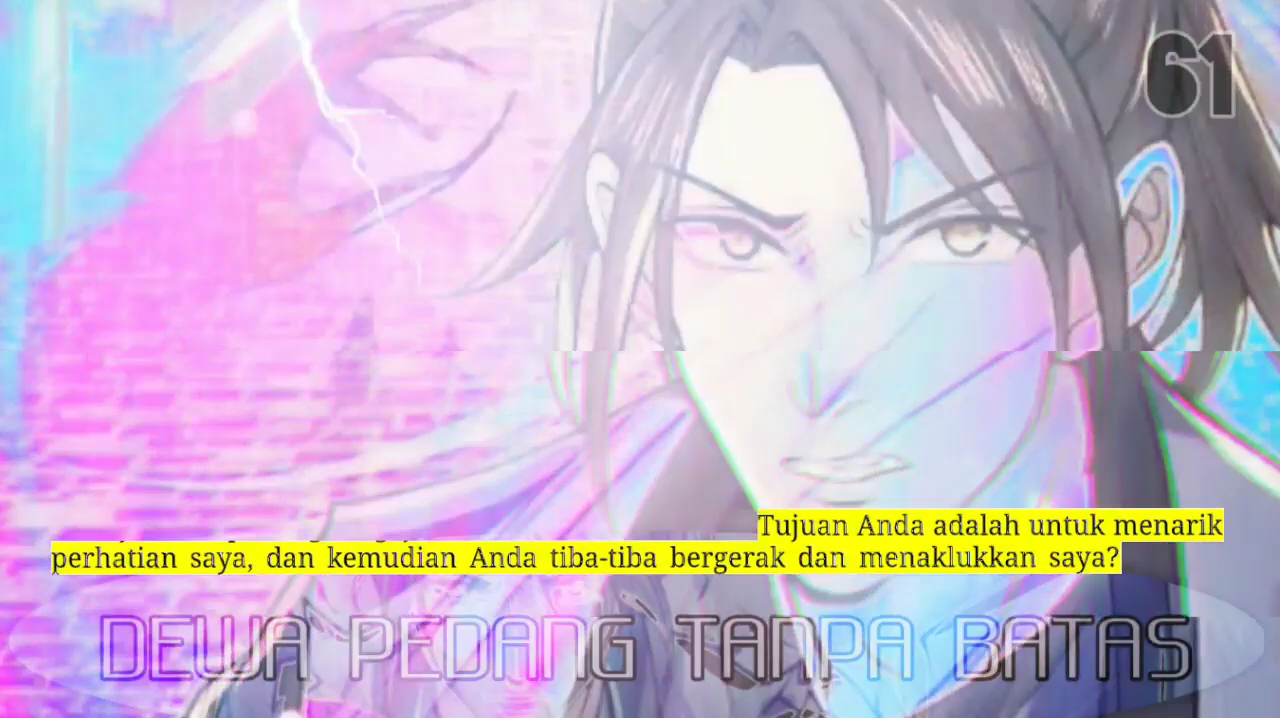 61
Tujuan Anda adalah untuk menarik
perhatian saya, dan kemudian Anda tiba-tiba bergerak dan menaklukkan saya?
DEWA PEDANG TANPA BATAS